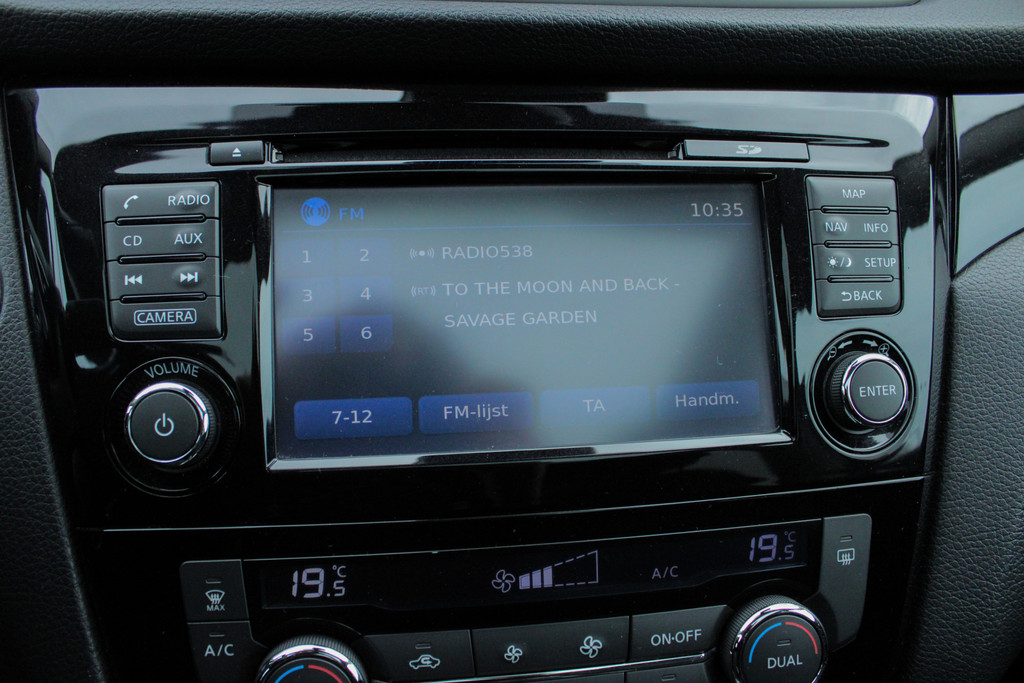 SD
RADIO
CD AUX
CAMERA
VOLUME
FM 10:35
1 2
3 4
5 6
RADIO538
RT
TO THE MOON AND BACK -
SAVAGE GARDEN
7-12 FM-lijst TA Handm.
MAP
NAV INFO
SETUP
BACK
ENTER
19.5°C
A/C
19.5°C
MAX
A/C
ON·OFF
DUAL